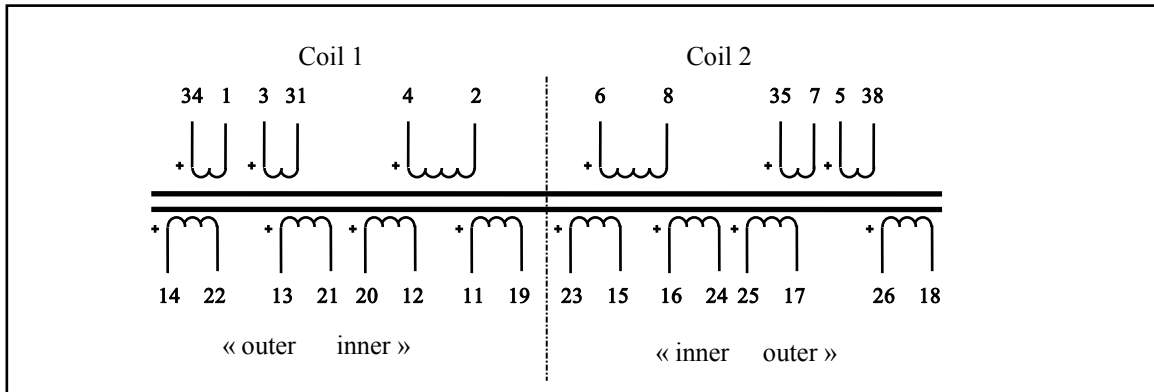 Coil 1 Coil 2
34 1 3 31 4 2 6 8 35 7 5 38
+ + + + + +
+ + + + + + + +
14 22 13 21 20 12 11 19 23 15 16 24 25 17 26 18
« outer inner » « inner outer »